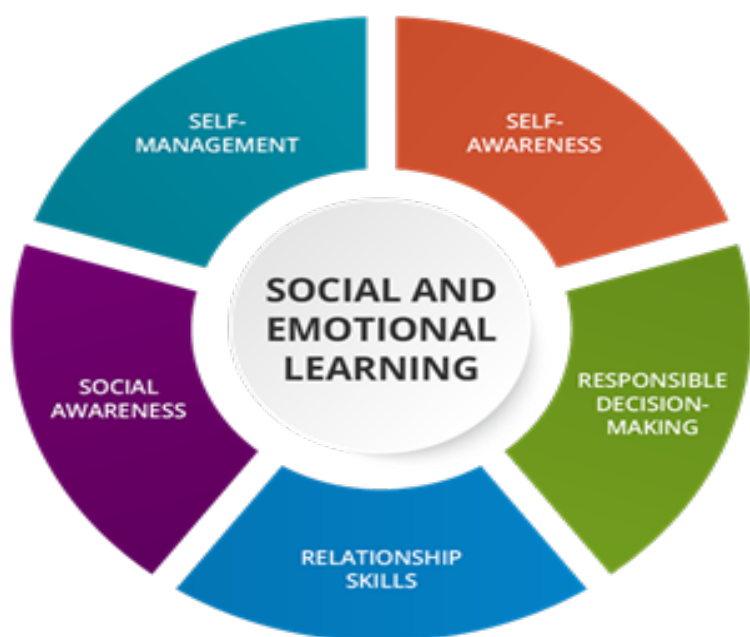 SELF-
MANAGEMENT
SELF-
AWARENESS
SOCIAL AND
EMOTIONAL
LEARNING
SOCIAL
AWARENESS
RESPONSIBLE
DECISION-
MAKING
RELATIONSHIP
SKILLS